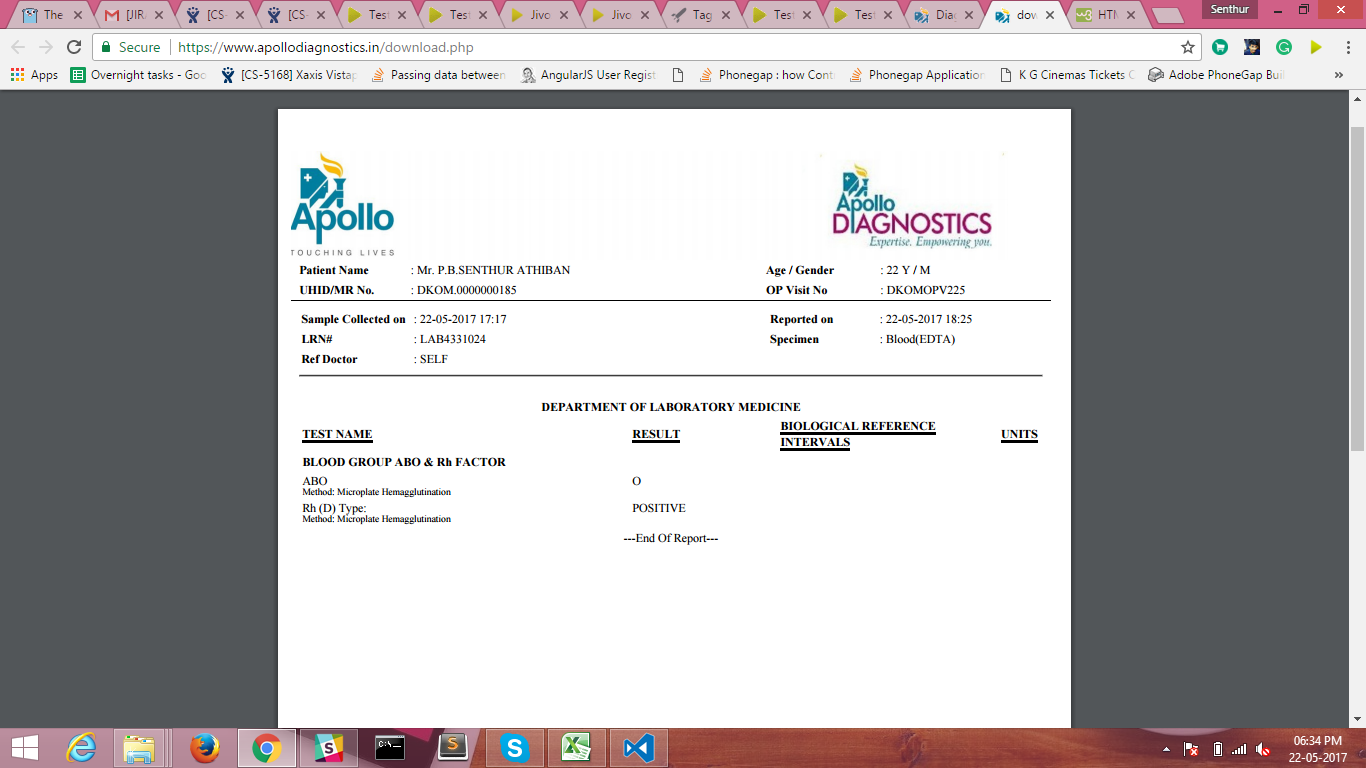 The
[JIRA
[CS-
[CS-
Test
Test
Jivo
Jivo
Tag
Test
Test
Diag
dow
HTM
Senthur
Secure https://www.apollodiagnostics.in/download.php
Apps Overnight tasks - Goo [CS-5168] Xaxis Vistap Passing data between AngularJS User Regist Phonegap : how Cont Phonegap Application K G Cinemas Tickets Adobe PhoneGap Bui »
Apollo
TOUCHING LIVES
Apollo
DIAGNOSTICS
Expertise. Empowering you.
Patient Name : Mr. P.B.SENTHUR ATHIBAN Age / Gender : 22 Y / M
UHID/MR No. : DKOM.0000000185 OP Visit No : DKOMOPV225
Sample Collected on : 22-05-2017 17:17 Reported on : 22-05-2017 18:25
LRN# : LAB4331024 Specimen : Blood(EDTA)
Ref Doctor : SELF
DEPARTMENT OF LABORATORY MEDICINE
TEST NAME RESULT BIOLOGICAL REFERENCE INTERVALS UNITS
BLOOD GROUP ABO & Rh FACTOR
ABO O
Method: Microplate Hemagglutination
Rh (D) Type: POSITIVE
Method: Microplate Hemagglutination
---End Of Report---
06:34 PM
22-05-2017